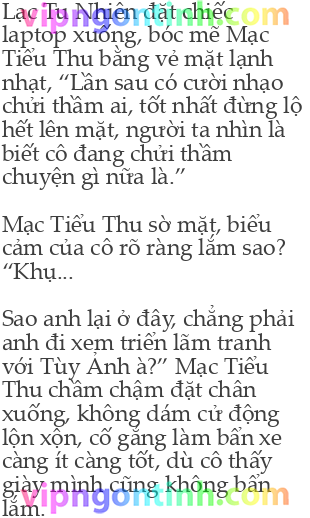 Lạc Tu Nhiên đặt chiếc
laptop xuống, bóc mẽ Mạc
Tiểu Thu bằng vẻ mặt lạnh
nhạt, “Lần sau có cười nhạo
chửi thầm ai, tốt nhất đừng lộ
hết lên mặt, người ta nhìn là
biết cô đang chửi thầm
chuyện gì nữa là.”
Mạc Tiểu Thu sờ mặt, biểu
cảm của cô rõ ràng lắm sao?
“Khụ...
Sao anh lại ở đây, chẳng phải
anh đi xem triển lãm tranh
với Tùy Ảnh à?” Mạc Tiểu
Thu chầm chậm đặt chân
xuống, không dám cử động
lộn xộn, cố gắng làm bẩn xe
càng ít càng tốt, dù cô thấy
giày mình cũng không bẩn
lắm.
vipngontinh.com
vipngontinh.com